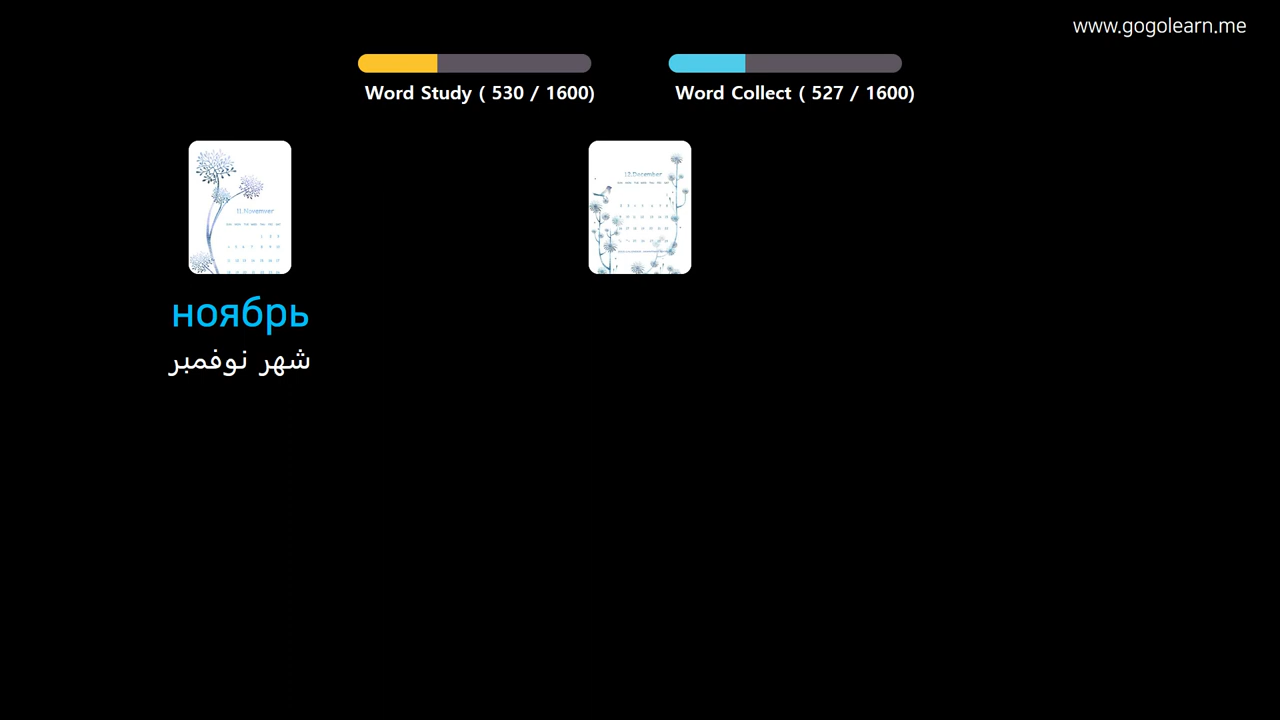 www.gogolearn.me
Word Study ( 530 / 1600)
Word Collect ( 527 / 1600)
11.November
12.December
ноябрь
شهر نوفمبر